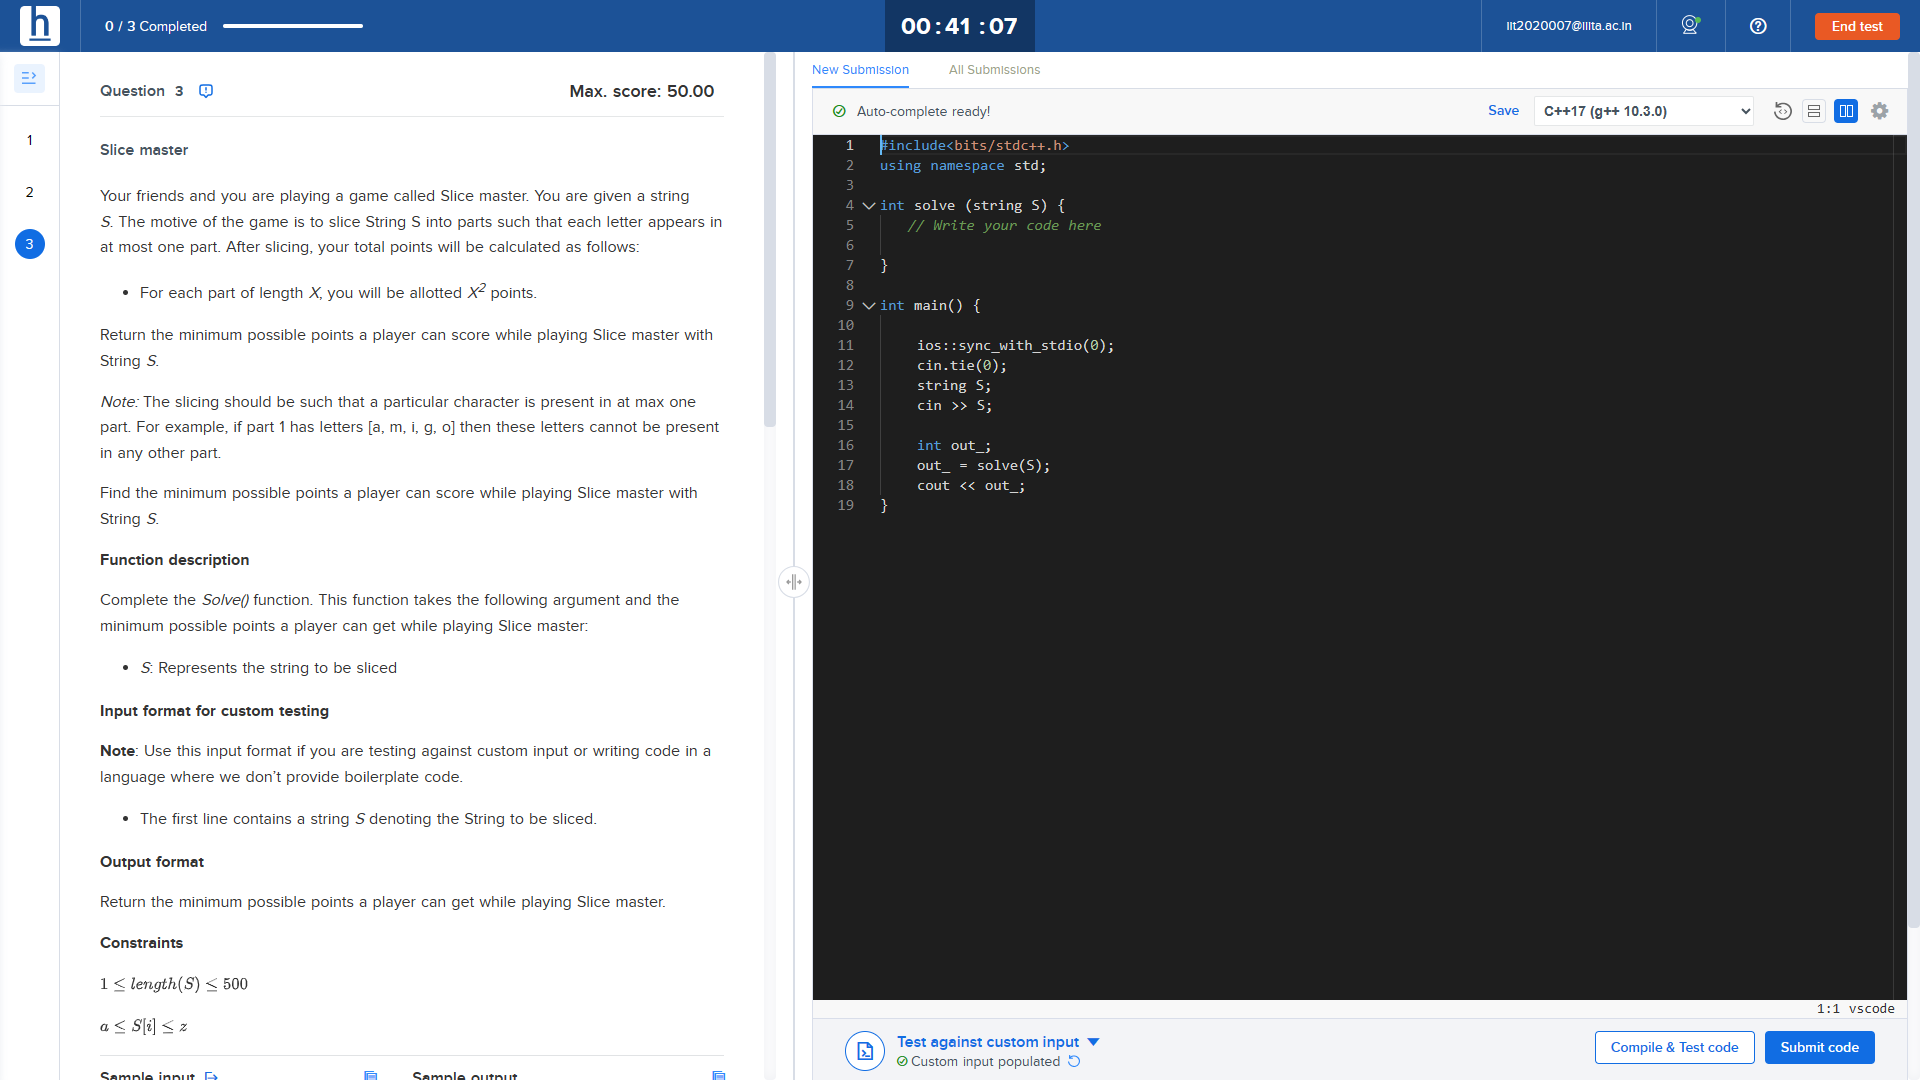 h
0 / 3 Completed
00:41:07
iit2020007@iiita.ac.in
End test
1
2
3
Question 3
Max. score: 50.00
Slice master
Your friends and you are playing a game called Slice master. You are given a string
S. The motive of the game is to slice String S into parts such that each letter appears in
at most one part. After slicing, your total points will be calculated as follows:
• For each part of length X, you will be allotted X² points.
Return the minimum possible points a player can score while playing Slice master with
String S.
Note: The slicing should be such that a particular character is present in at max one
part. For example, if part 1 has letters [a, m, i, g, o] then these letters cannot be present
in any other part.
Find the minimum possible points a player can score while playing Slice master with
String S.
Function description
Complete the Solve() function. This function takes the following argument and the
minimum possible points a player can get while playing Slice master:
• S: Represents the string to be sliced
Input format for custom testing
Note: Use this input format if you are testing against custom input or writing code in a
language where we don't provide boilerplate code.
• The first line contains a string S denoting the String to be sliced.
Output format
Return the minimum possible points a player can get while playing Slice master.
Constraints
1 ≤ length(S) ≤ 500
a ≤ S[i] ≤ z
Sample input
Sample output
New Submission
All Submissions
Auto-complete ready!
Save
C++17 (g++ 10.3.0)
1 #include<bits/stdc++.h>
2 using namespace std;
3
4 int solve (string S) {
5 // Write your code here
6
7 }
8
9 int main() {
10
11 ios::sync_with_stdio(0);
12 cin.tie(0);
13 string S;
14 cin >> S;
15
16 int out_;
17 out_ = solve(S);
18 cout << out_;
19 }
1:1 vscode
Test against custom input
Custom input populated
Compile & Test code
Submit code